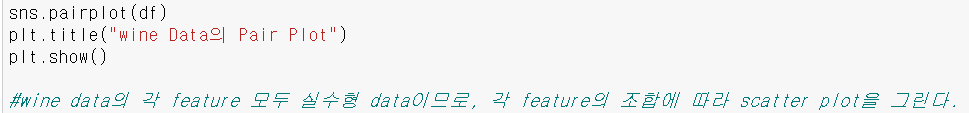 sns.pairplot(df)
plt.title("wine Data의 Pair Plot")
plt.show()
#wine data의 각 feature 모두 실수형 data이므로, 각 feature의 조합에 따라 scatter plot을 그린다.